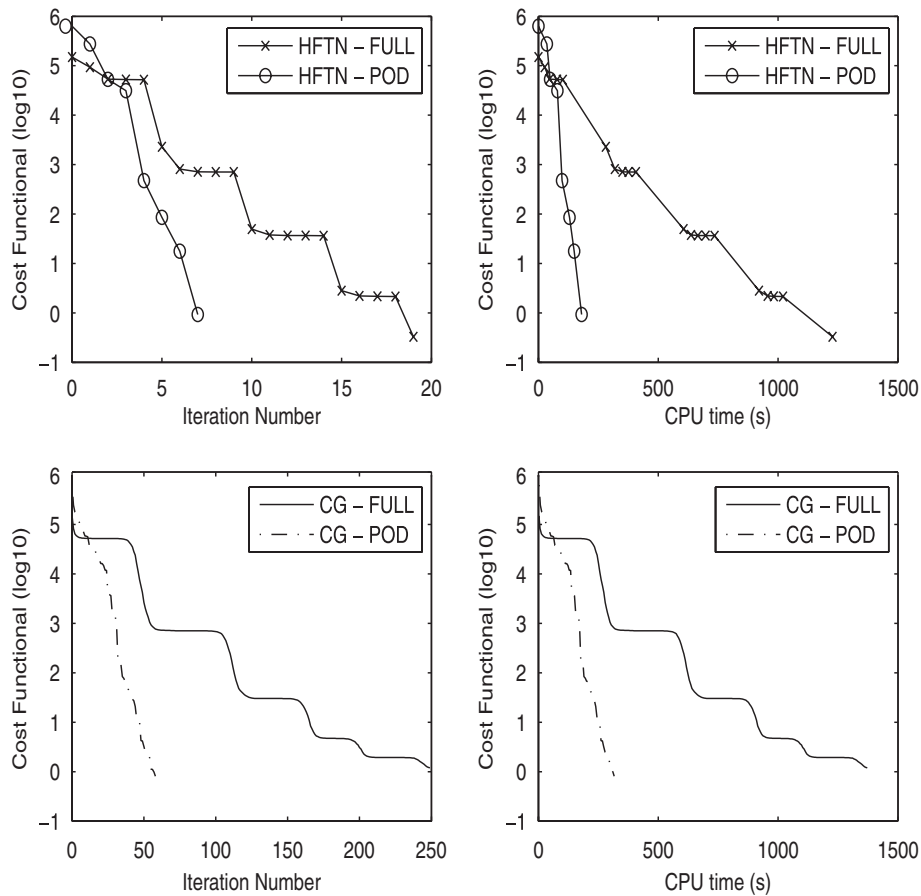 6
5
4
3
2
1
0
−1
Cost Functional (log10)
HFTN − FULL
HFTN − POD
0 5 10 15 20
Iteration Number
6
5
4
3
2
1
0
−1
Cost Functional (log10)
HFTN − FULL
HFTN − POD
0 500 1000 1500
CPU time (s)
6
5
4
3
2
1
0
−1
Cost Functional (log10)
CG − FULL
CG − POD
0 50 100 150 200 250
Iteration Number
6
5
4
3
2
1
0
−1
Cost Functional (log10)
CG − FULL
CG − POD
0 500 1000 1500
CPU time (s)